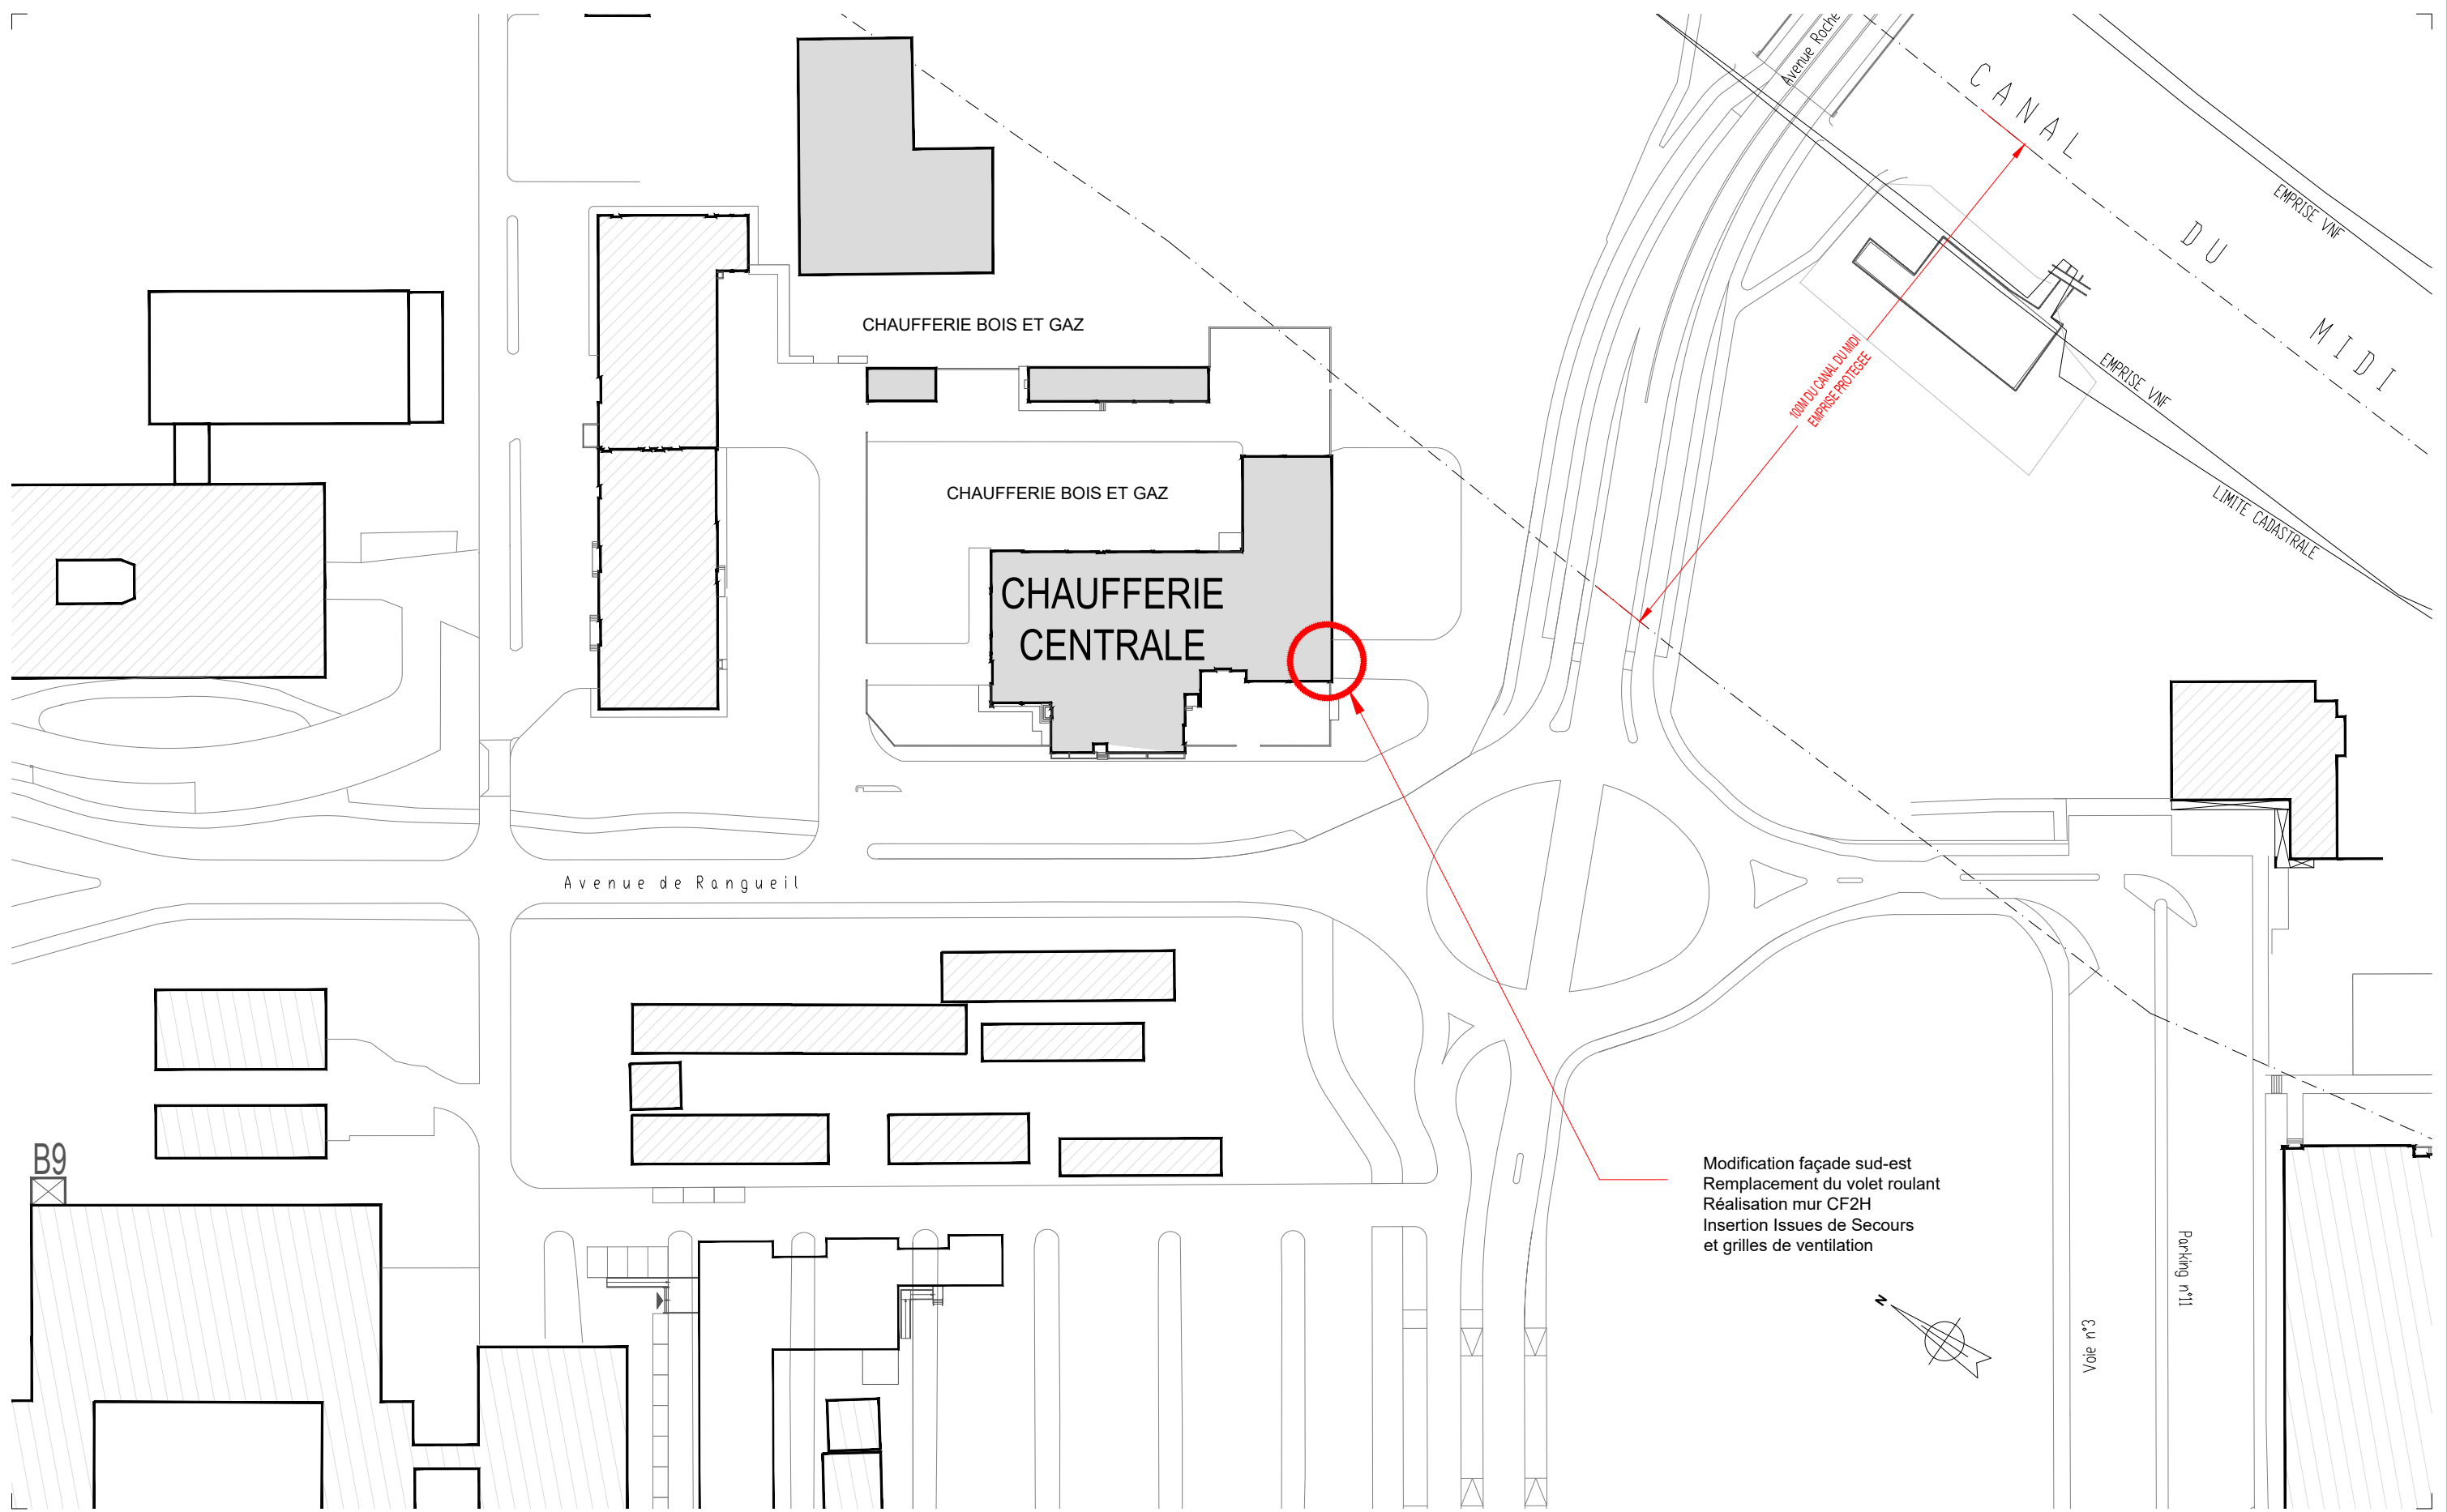 Avenue Roche
CANAL
DU
MIDI
EMPRISE VNF
EMPRISE VNF
LIMITE CADASTRALE
100M DU CANAL DU MIDI
EMPRISE PROTEGEE
CHAUFFERIE BOIS ET GAZ
CHAUFFERIE BOIS ET GAZ
CHAUFFERIE
CENTRALE
Avenue de Rangueil
B9
Modification façade sud-est
Remplacement du volet roulant
Réalisation mur CF2H
Insertion Issues de Secours
et grilles de ventilation
N
Voie n°3
Parking n°11